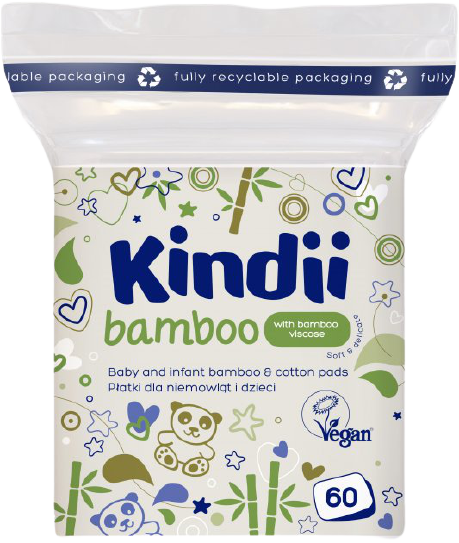 lable packaging fully recyclable packaging fully
Kindii
bamboo
with bamboo
viscose
Soft & delicate
Baby and infant bamboo & cotton pads
Płatki dla niemowląt i dzieci
Vegan
60